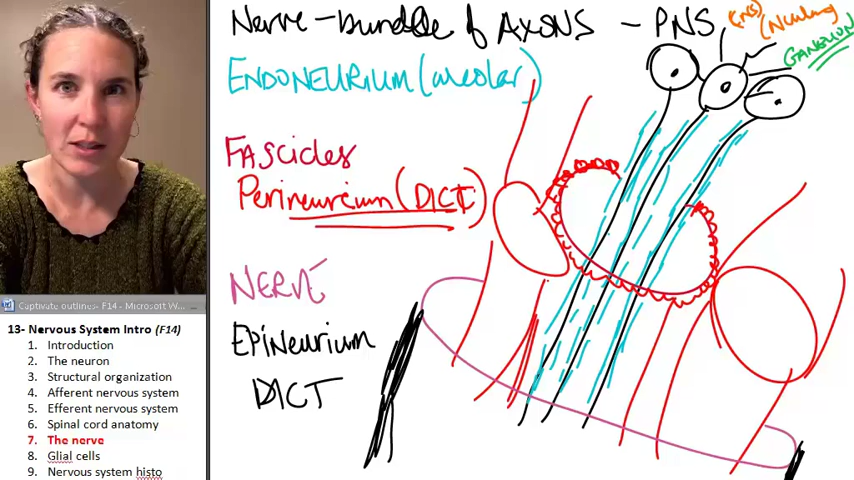 Nerve - bundle of AXONS - PNS
(CNS)
(Nucleus)
GANGLION
ENDONEURIUM (areolar)
FAscicles
Perineurium (DICT)
NERVE
EpiNeurium
DICT
Captivate outlines- F14 - Microsoft W...
13- Nervous System Intro (F14)
1. Introduction
2. The neuron
3. Structural organization
4. Afferent nervous system
5. Efferent nervous system
6. Spinal cord anatomy
7. The nerve
8. Glial cells
9. Nervous system histo